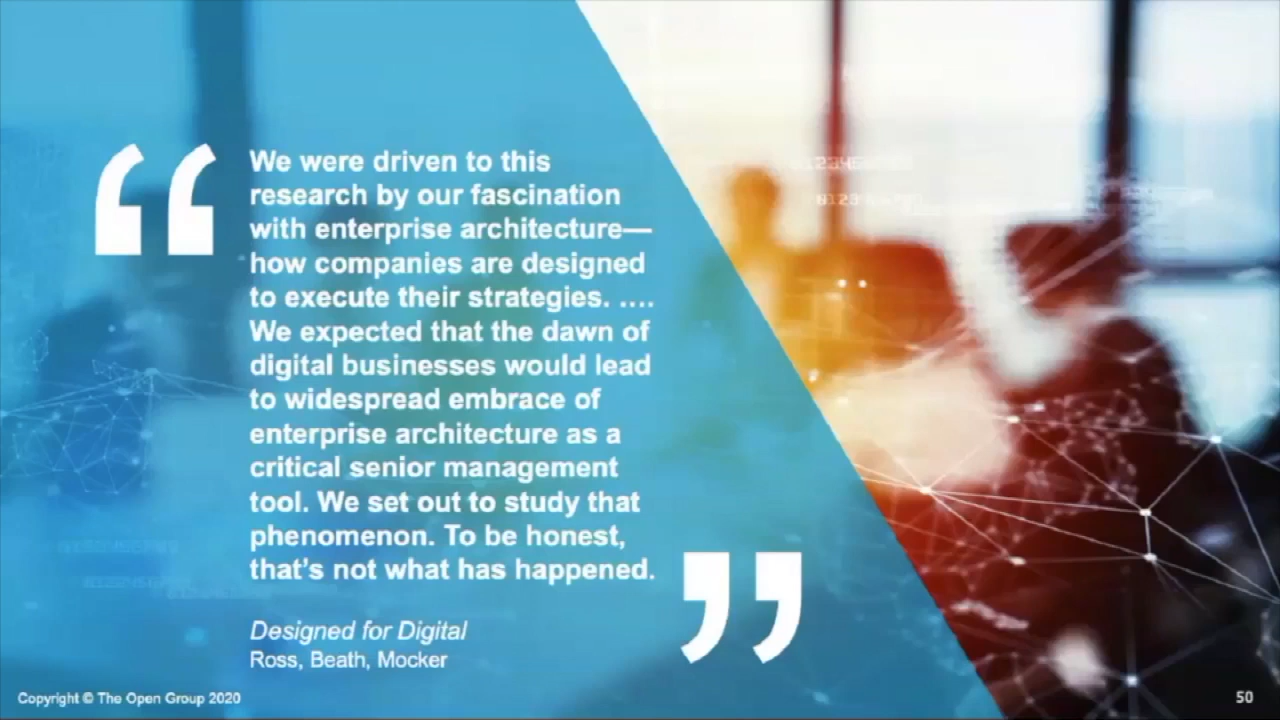 We were driven to this
research by our fascination
with enterprise architecture—
how companies are designed
to execute their strategies. ….
We expected that the dawn of
digital businesses would lead
to widespread embrace of
enterprise architecture as a
critical senior management
tool. We set out to study that
phenomenon. To be honest,
that’s not what has happened.
Designed for Digital
Ross, Beath, Mocker
Copyright © The Open Group 2020
50